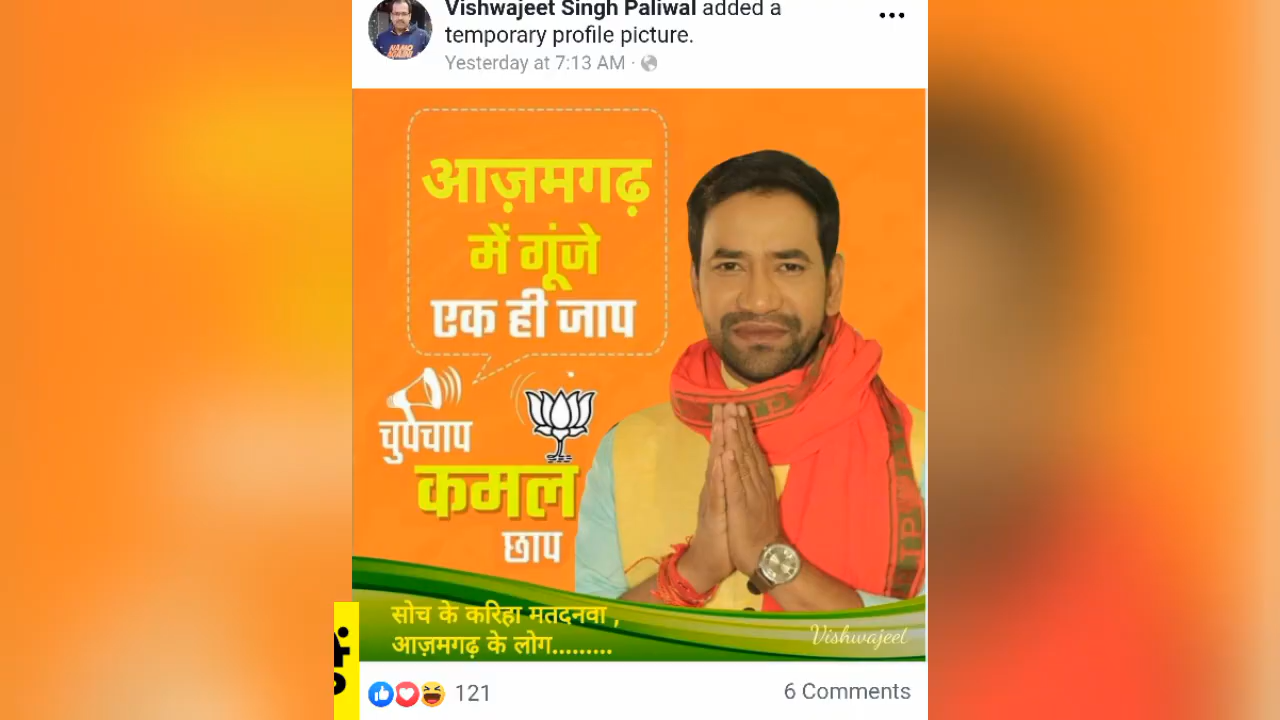 Vishwajeet Singh Paliwal added a
temporary profile picture.
Yesterday at 7:13 AM ·
आज़मगढ़
में गूंजे
एक ही जाप
चुपेचाप
कमल
छाप
सोच के करिहा मतदनवा ,
आज़मगढ़ के लोग.........
Vishwajeet
121
6 Comments